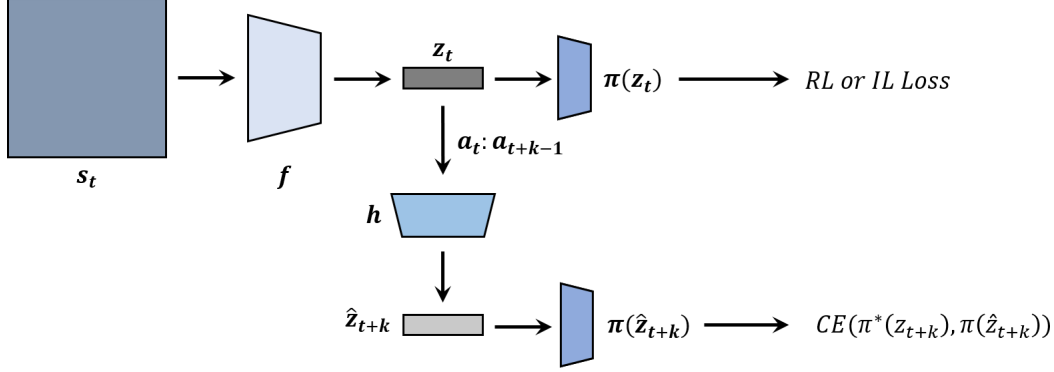 z_t
π(z_t)
RL or IL Loss
a_t: a_{t+k−1}
s_t
f
h
ẑ_{t+k}
π(ẑ_{t+k})
CE(π*(z_{t+k}), π(ẑ_{t+k}))